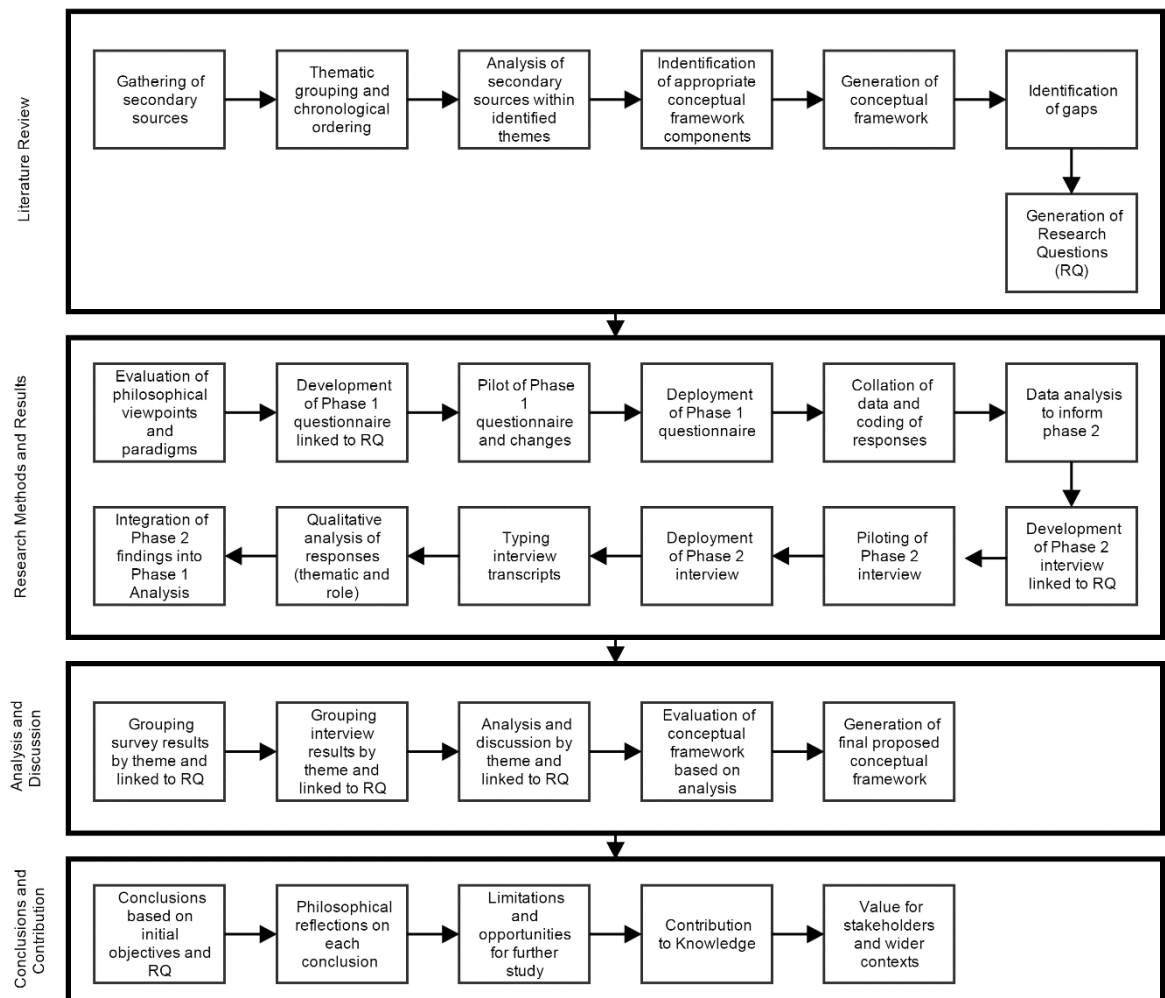 Literature Review
Gathering of
secondary
sources
Thematic
grouping and
chronological
ordering
Analysis of
secondary
sources within
identified
themes
Indentification
of appropriate
conceptual
framework
components
Generation of
conceptual
framework
Identification
of gaps
Generation of
Research
Questions
(RQ)
Research Methods and Results
Evaluation of
philosophical
viewpoints
and
paradigms
Development
of Phase 1
questionnaire
linked to RQ
Pilot of Phase
1
questionnaire
and changes
Deployment
of Phase 1
questionnaire
Collation of
data and
coding of
responses
Data analysis
to inform
phase 2
Development
of Phase 2
interview
linked to RQ
Piloting of
Phase 2
interview
Deployment
of Phase 2
interview
Typing
interview
transcripts
Qualitative
analysis of
responses
(thematic and
role)
Integration of
Phase 2
findings into
Phase 1
Analysis
Analysis and
Discussion
Grouping
survey results
by theme and
linked to RQ
Grouping
interview
results by
theme and
linked to RQ
Analysis and
discussion by
theme and
linked to RQ
Evaluation of
conceptual
framework
based on
analysis
Generation of
final proposed
conceptual
framework
Conclusions and
Contribution
Conclusions
based on
initial
objectives and
RQ
Philosophical
reflections on
each
conclusion
Limitations
and
opportunities
for further
study
Contribution
to Knowledge
Value for
stakeholders
and wider
contexts